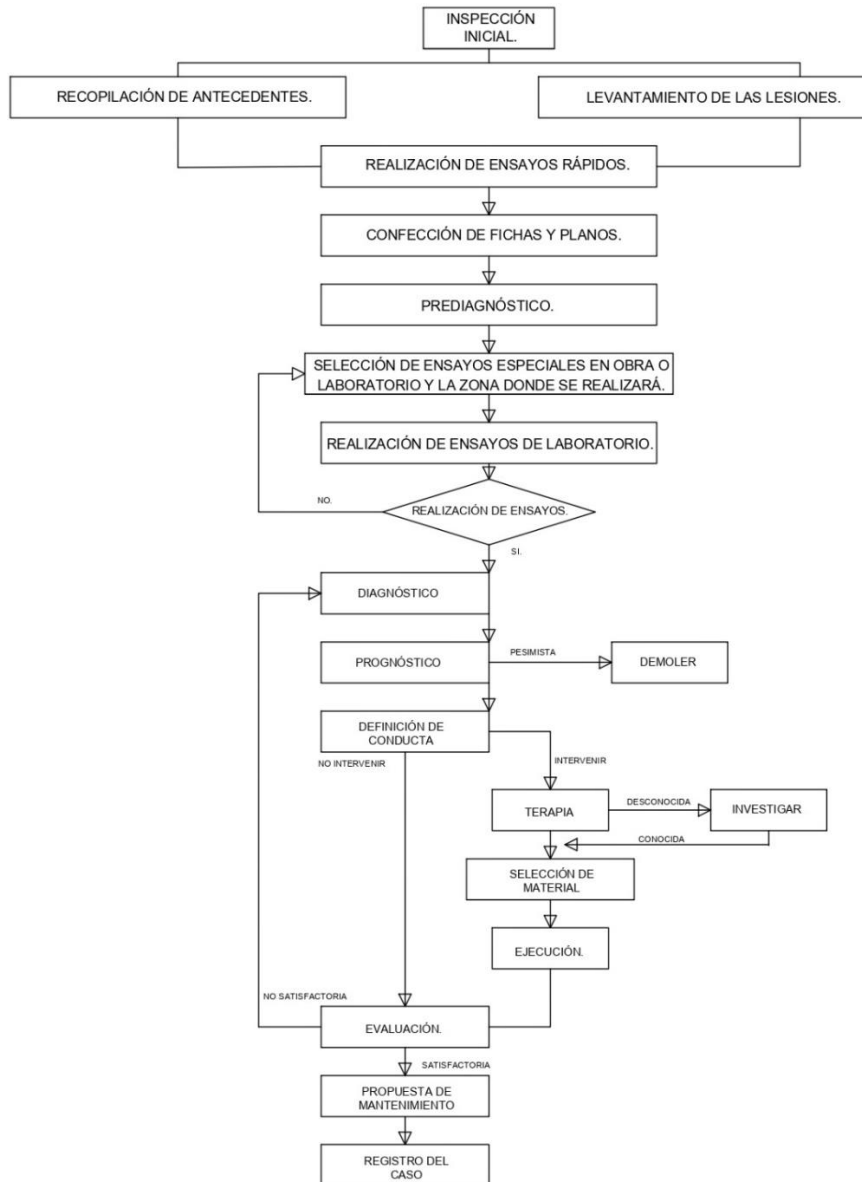 INSPECCIÓN
INICIAL.
RECOPILACIÓN DE ANTECEDENTES.
LEVANTAMIENTO DE LAS LESIONES.
REALIZACIÓN DE ENSAYOS RÁPIDOS.
CONFECCIÓN DE FICHAS Y PLANOS.
PREDIAGNÓSTICO.
SELECCIÓN DE ENSAYOS ESPECIALES EN OBRA O
LABORATORIO Y LA ZONA DONDE SE REALIZARÁ.
REALIZACIÓN DE ENSAYOS DE LABORATORIO.
NO.
REALIZACIÓN DE ENSAYOS.
SI.
DIAGNÓSTICO
PROGNÓSTICO
PESIMISTA
DEMOLER
DEFINICIÓN DE
CONDUCTA
NO INTERVENIR
INTERVENIR
TERAPIA
DESCONOCIDA
INVESTIGAR
CONOCIDA
SELECCIÓN DE
MATERIAL
EJECUCIÓN.
NO SATISFACTORIA
EVALUACIÓN.
SATISFACTORIA
PROPUESTA DE
MANTENIMIENTO
REGISTRO DEL
CASO